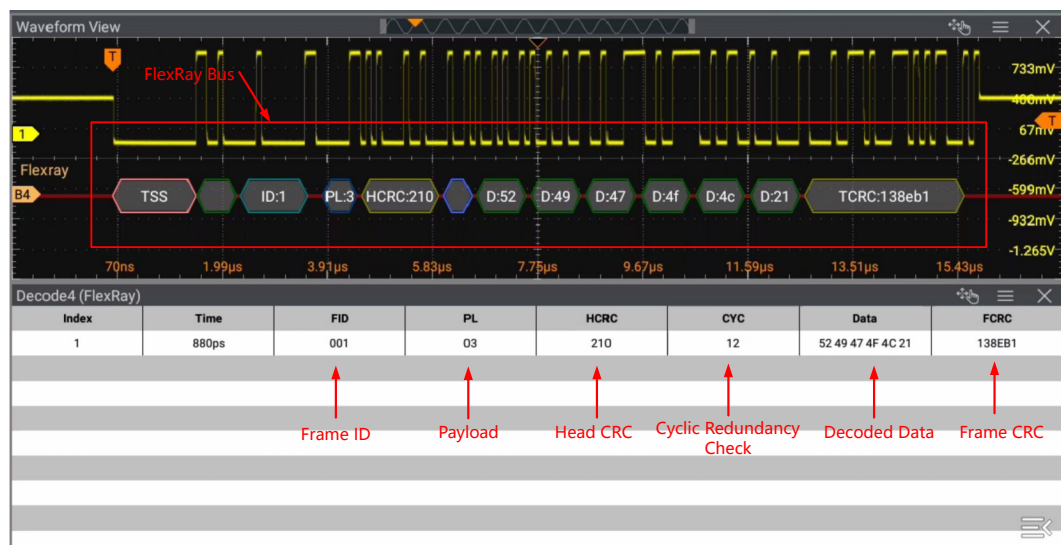 Waveform View
T
FlexRay Bus
733mV
400mV
T
1
67mV
-266mV
Flexray
B4
TSS
ID:1
PL:3
HCRC:210
D:52
D:49
D:47
D:4f
D:4c
D:21
TCRC:138eb1
-599mV
-932mV
-1.265V
70ns
1.99μs
3.91μs
5.83μs
7.75μs
9.67μs
11.59μs
13.51μs
15.43μs
Decode4 (FlexRay)
Index Time FID PL HCRC CYC Data FCRC
1 880ps 001 03 210 12 52 49 47 4F 4C 21 138EB1
Frame ID
Payload
Head CRC
Cyclic Redundancy
Check
Decoded Data
Frame CRC